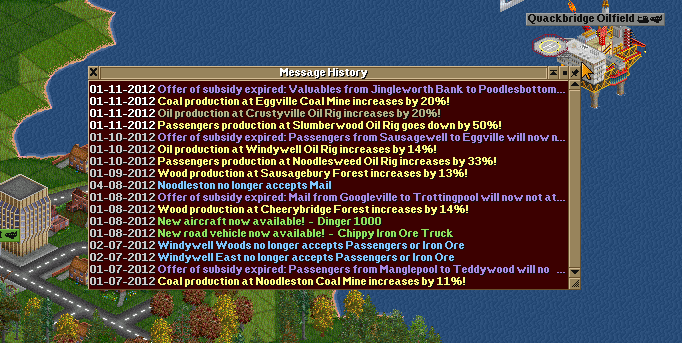 Quackbridge Oilfield
Message History
01-11-2012 Offer of subsidy expired: Valuables from Jingleworth Bank to Poodlesbottom...
01-11-2012 Coal production at Eggville Coal Mine increases by 20%!
01-11-2012 Oil production at Crustyville Oil Rig increases by 20%!
01-11-2012 Passengers production at Slumberwood Oil Rig goes down by 50%!
01-10-2012 Offer of subsidy expired: Passengers from Sausagewell to Eggville will now n...
01-10-2012 Oil production at Windywell Oil Rig increases by 14%!
01-10-2012 Passengers production at Noodlesweed Oil Rig increases by 33%!
01-09-2012 Wood production at Sausagebury Forest increases by 13%!
04-08-2012 Noodleston no longer accepts Mail
01-08-2012 Offer of subsidy expired: Mail from Googleville to Trottingpool will now not at...
01-08-2012 Wood production at Cheerybridge Forest increases by 14%!
01-08-2012 New aircraft now available! - Dinger 1000
01-08-2012 New road vehicle now available! - Chippy Iron Ore Truck
02-07-2012 Windywell Woods no longer accepts Passengers or Iron Ore
02-07-2012 Windywell East no longer accepts Passengers or Iron Ore
01-07-2012 Offer of subsidy expired: Passengers from Manglepool to Teddywood will no ...
01-07-2012 Coal production at Noodleston Coal Mine increases by 11%!